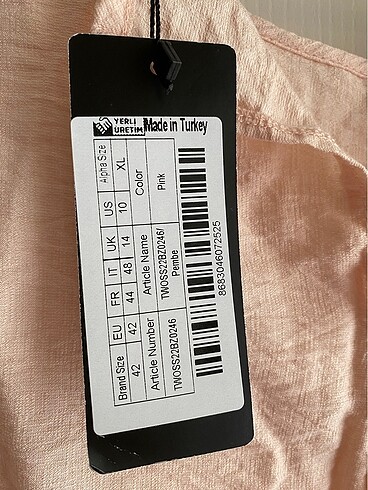 YERLİ
ÜRETİM
Made in Turkey
Brand Size EU FR IT UK US Alpha Size
42 42 44 48 14 10 XL
Article Number Article Name Color
TWOSS22BZ0246 TWOSS22BZ0246/ Pink
Pembe
8683046072525